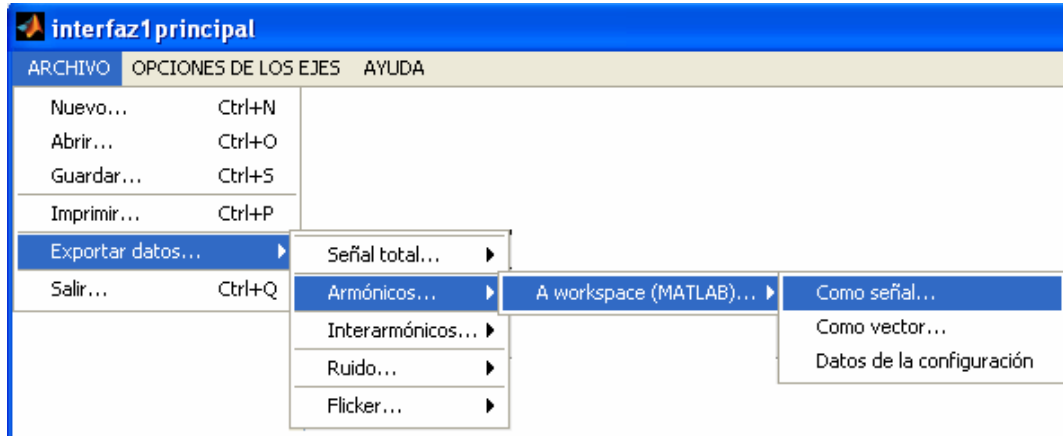 interfaz1principal
ARCHIVO OPCIONES DE LOS EJES AYUDA
Nuevo... Ctrl+N
Abrir... Ctrl+O
Guardar... Ctrl+S
Imprimir... Ctrl+P
Exportar datos...
Salir... Ctrl+Q
Señal total...
Armónicos...
Interarmónicos...
Ruido...
Flicker...
A workspace (MATLAB)...
Como señal...
Como vector...
Datos de la configuración